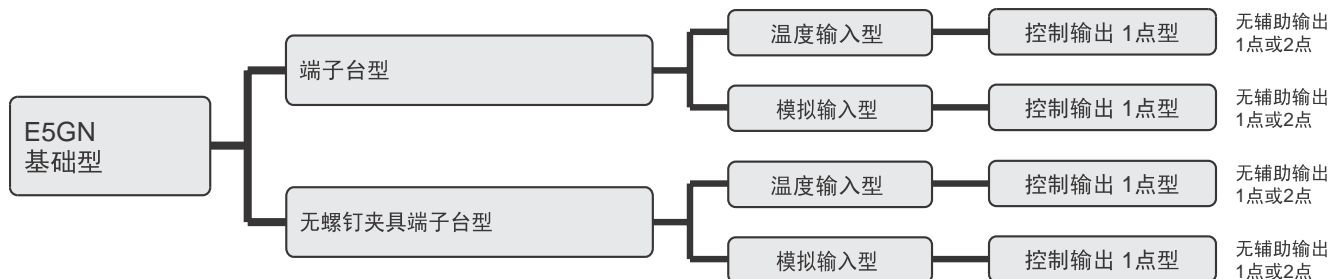 E5GN
基础型
端子台型
温度输入型
控制输出 1点型
无辅助输出
1点或2点
模拟输入型
控制输出 1点型
无辅助输出
1点或2点
无螺钉夹具端子台型
温度输入型
控制输出 1点型
无辅助输出
1点或2点
模拟输入型
控制输出 1点型
无辅助输出
1点或2点